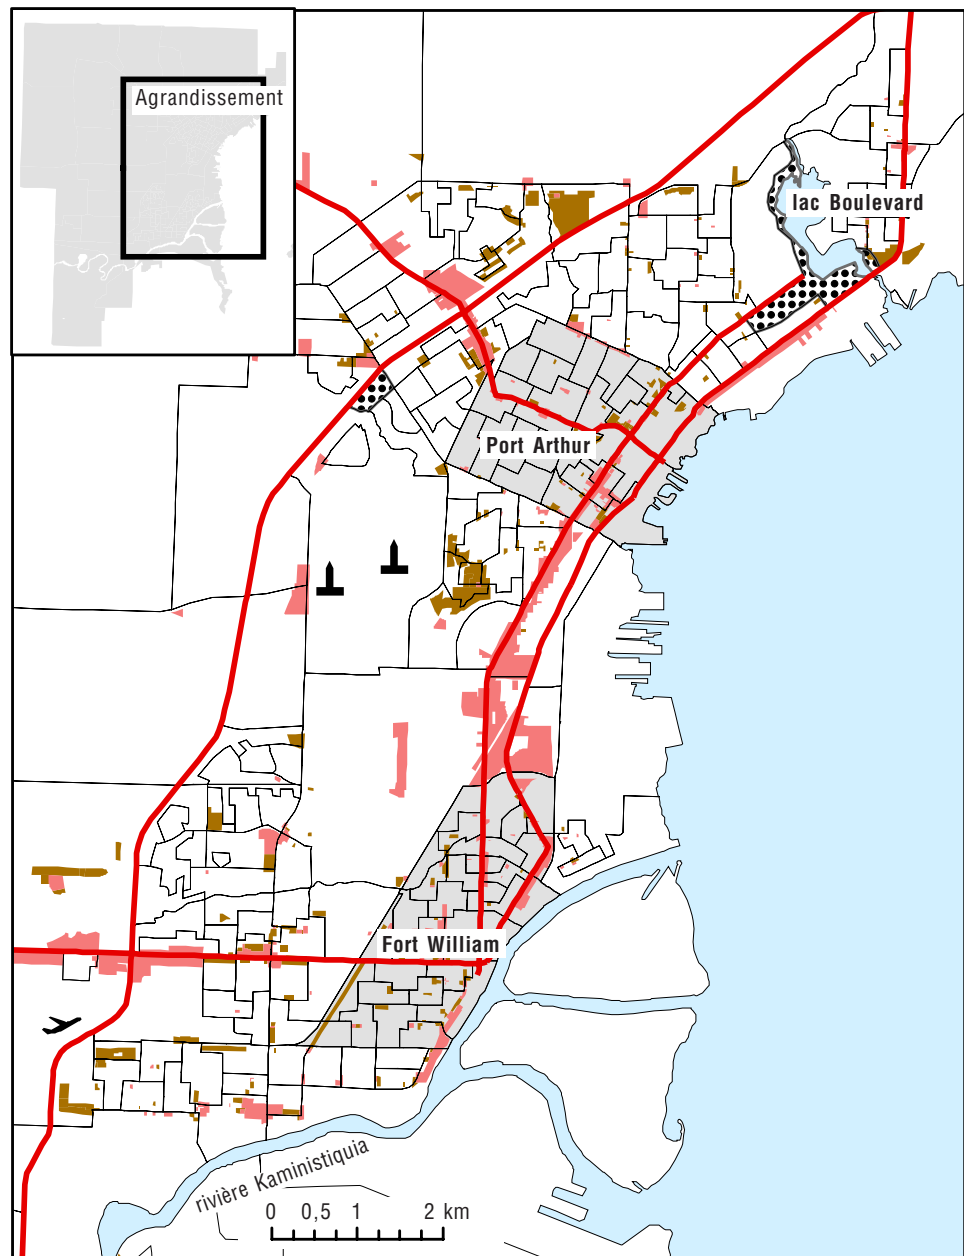 Agrandissement
lac Boulevard
Port Arthur
Fort William
rivière Kaministiquia
0 0,5 1 2 km